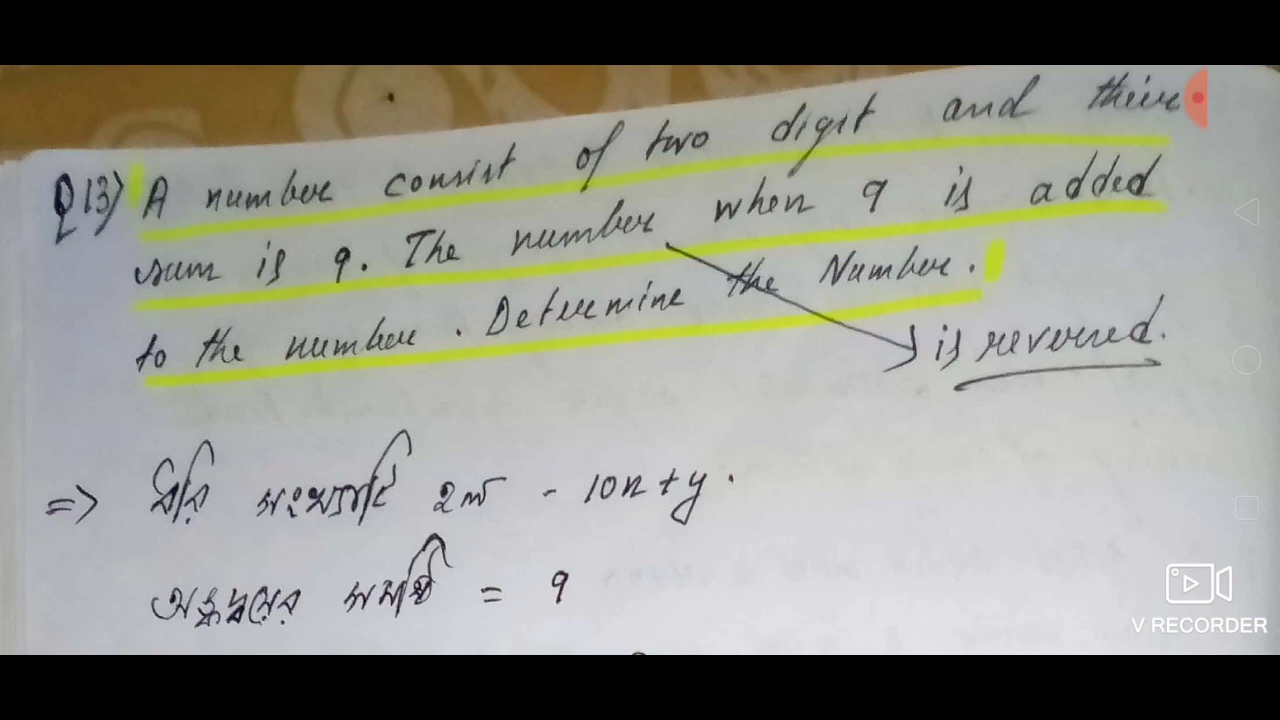 Q13) A number consist of two digit and their
sum is 9. The number when 9 is added
to the number. Determine the Number.
is reversed.
=> ধরি সংখ্যাটি হল - 10x + y.
অঙ্কদ্বয়ের সমষ্টি = 9
V RECORDER